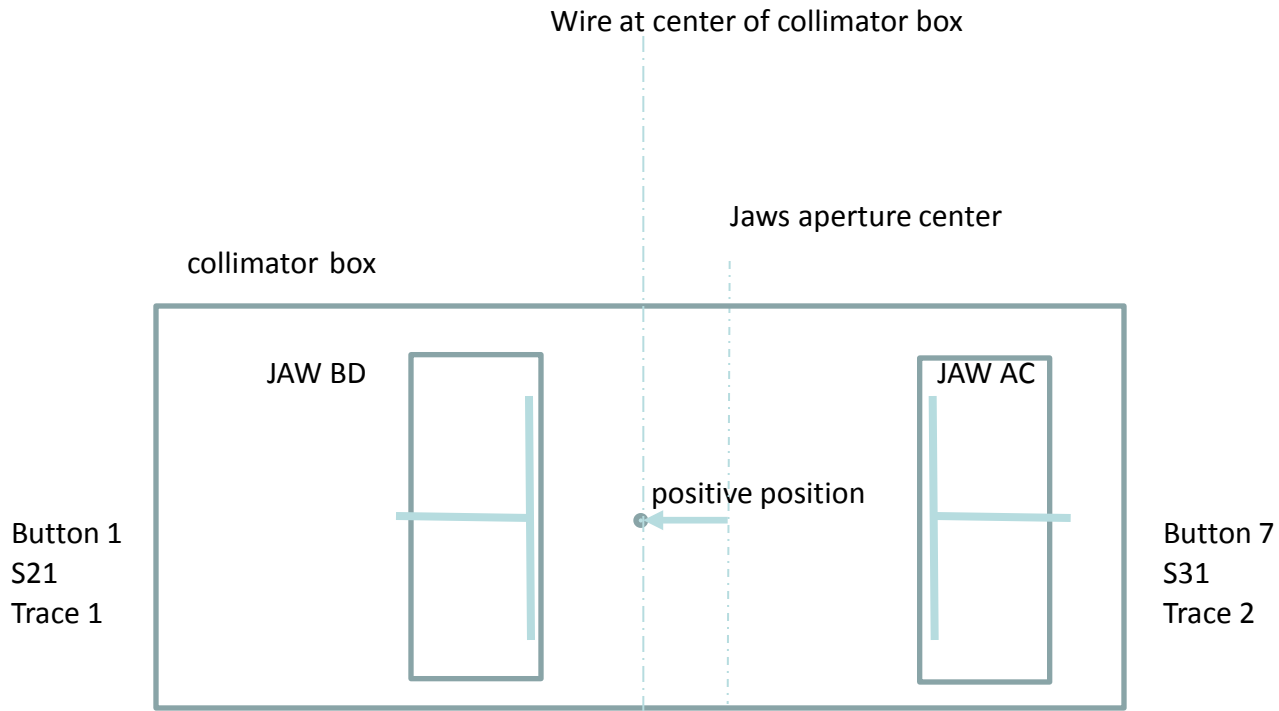 Wire at center of collimator box
Jaws aperture center
collimator box
JAW BD
JAW AC
positive position
Button 1
S21
Trace 1
Button 7
S31
Trace 2